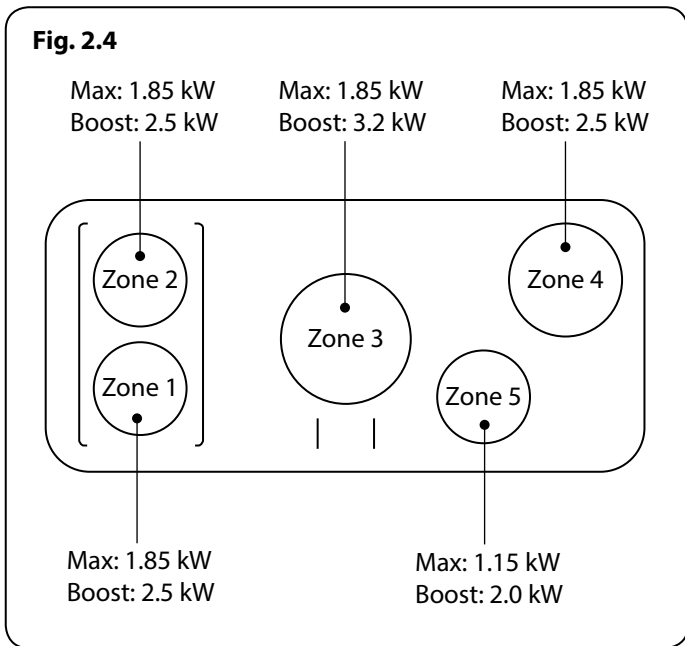 Fig. 2.4
Max: 1.85 kW
Boost: 2.5 kW
Max: 1.85 kW
Boost: 3.2 kW
Max: 1.85 kW
Boost: 2.5 kW
Zone 2
Zone 4
Zone 3
Zone 1
Zone 5
Max: 1.85 kW
Boost: 2.5 kW
Max: 1.15 kW
Boost: 2.0 kW